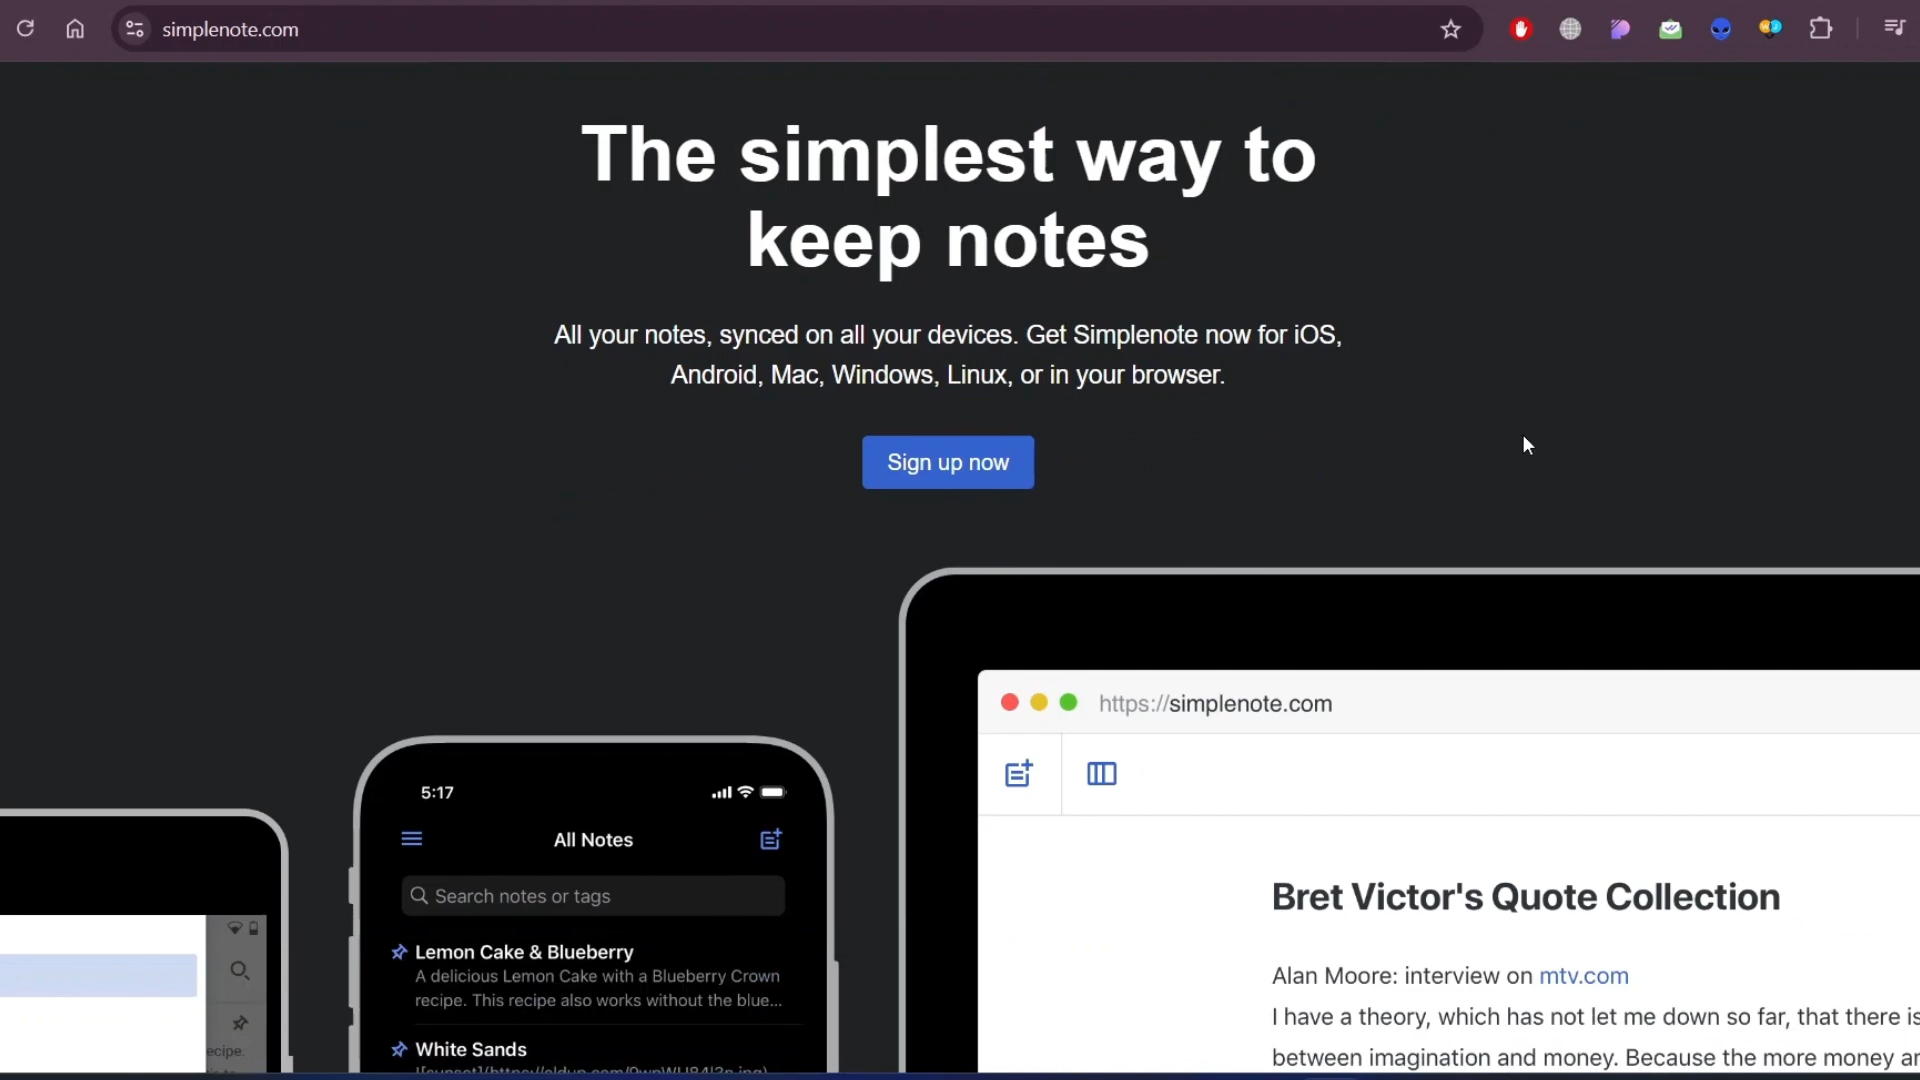 simplenote.com
The simplest way to
keep notes
All your notes, synced on all your devices. Get Simplenote now for iOS,
Android, Mac, Windows, Linux, or in your browser.
Sign up now
https://simplenote.com
5:17
All Notes
Search notes or tags
Lemon Cake & Blueberry
A delicious Lemon Cake with a Blueberry Crown
recipe. This recipe also works without the blue...
White Sands
Bret Victor's Quote Collection
Alan Moore: interview on mtv.com
I have a theory, which has not let me down so far, that there is
between imagination and money. Because the more money
ecipe.